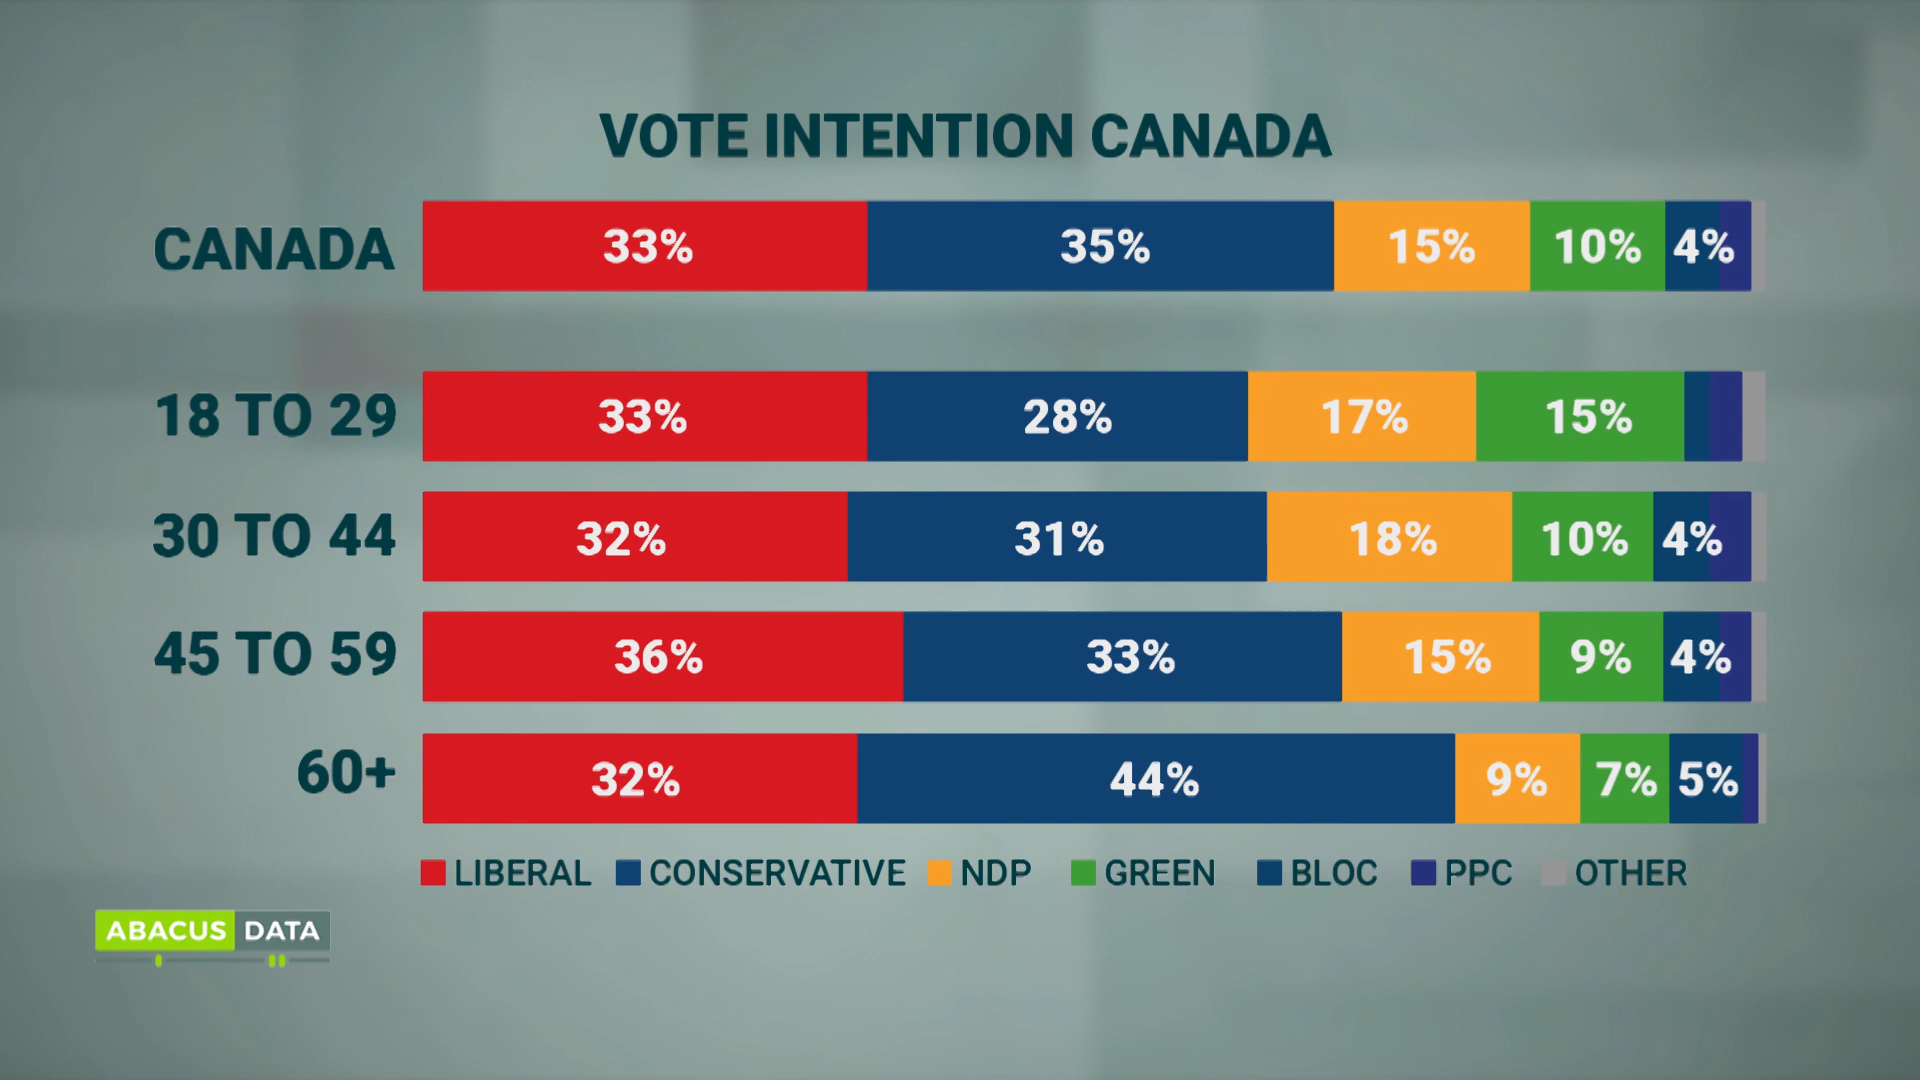 VOTE INTENTION CANADA
CANADA 33% 35% 15% 10% 4%
18 TO 29 33% 28% 17% 15%
30 TO 44 32% 31% 18% 10% 4%
45 TO 59 36% 33% 15% 9% 4%
60+ 32% 44% 9% 7% 5%
LIBERAL CONSERVATIVE NDP GREEN BLOC PPC OTHER
ABACUS DATA